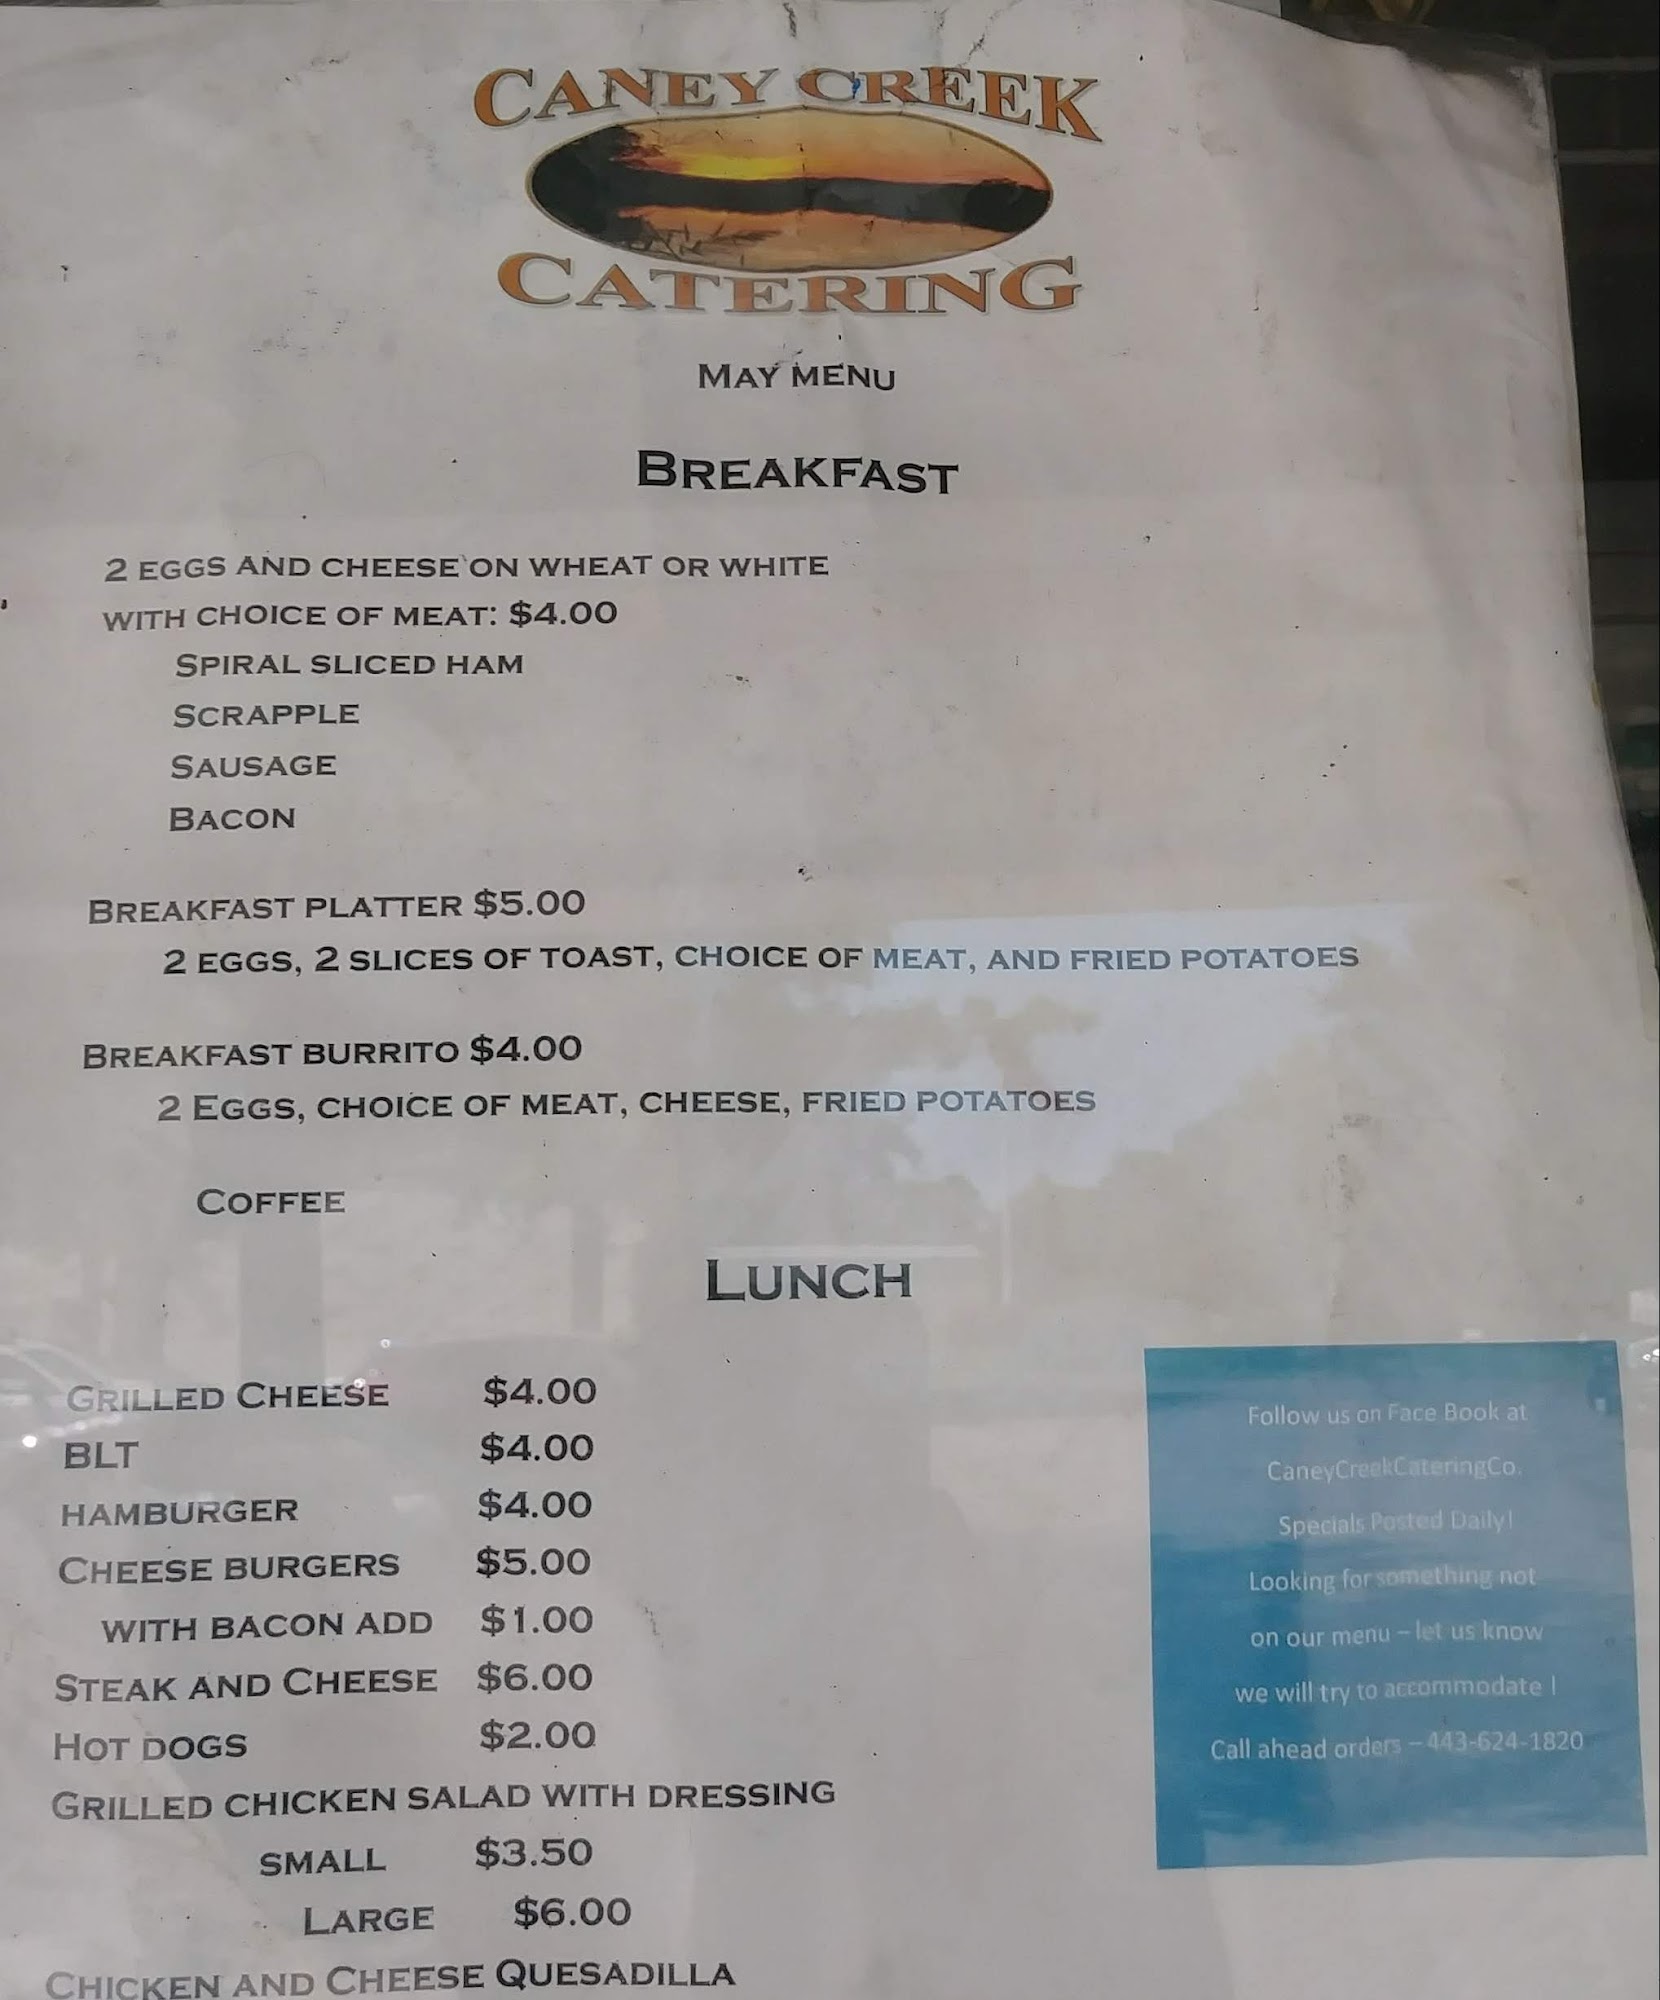 CANEY CREEK
CATERING
MAY MENU
BREAKFAST
2 EGGS AND CHEESE ON WHEAT OR WHITE
WITH CHOICE OF MEAT: $4.00
SPIRAL SLICED HAM
SCRAPPLE
SAUSAGE
BACON
BREAKFAST PLATTER $5.00
2 EGGS, 2 SLICES OF TOAST, CHOICE OF MEAT, AND FRIED POTATOES
BREAKFAST BURRITO $4.00
2 EGGS, CHOICE OF MEAT, CHEESE, FRIED POTATOES
COFFEE
LUNCH
GRILLED CHEESE $4.00
BLT $4.00
HAMBURGER $4.00
CHEESE BURGERS $5.00
WITH BACON ADD $1.00
STEAK AND CHEESE $6.00
HOT DOGS $2.00
GRILLED CHICKEN SALAD WITH DRESSING
SMALL $3.50
LARGE $6.00
CHICKEN AND CHEESE QUESADILLA
Follow us on Face Book at
CaneyCreekCateringCo.
Specials Posted Daily!
Looking for something not
on our menu – let us know
we will try to accommodate !
Call ahead orders – 443-624-1820